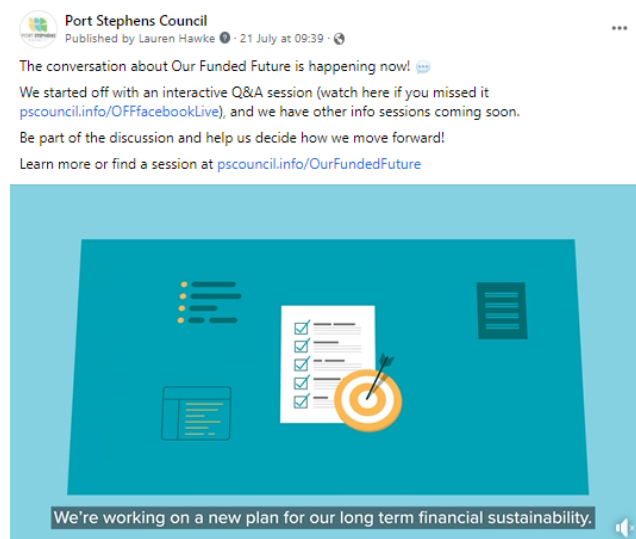 Port Stephens Council
Published by Lauren Hawke · 21 July at 09:39 ·
The conversation about Our Funded Future is happening now! 💬
We started off with an interactive Q&A session (watch here if you missed it
pscouncil.info/OFFfacebookLive), and we have other info sessions coming soon.
Be part of the discussion and help us decide how we move forward!
Learn more or find a session at pscouncil.info/OurFundedFuture
We're working on a new plan for our long term financial sustainability.